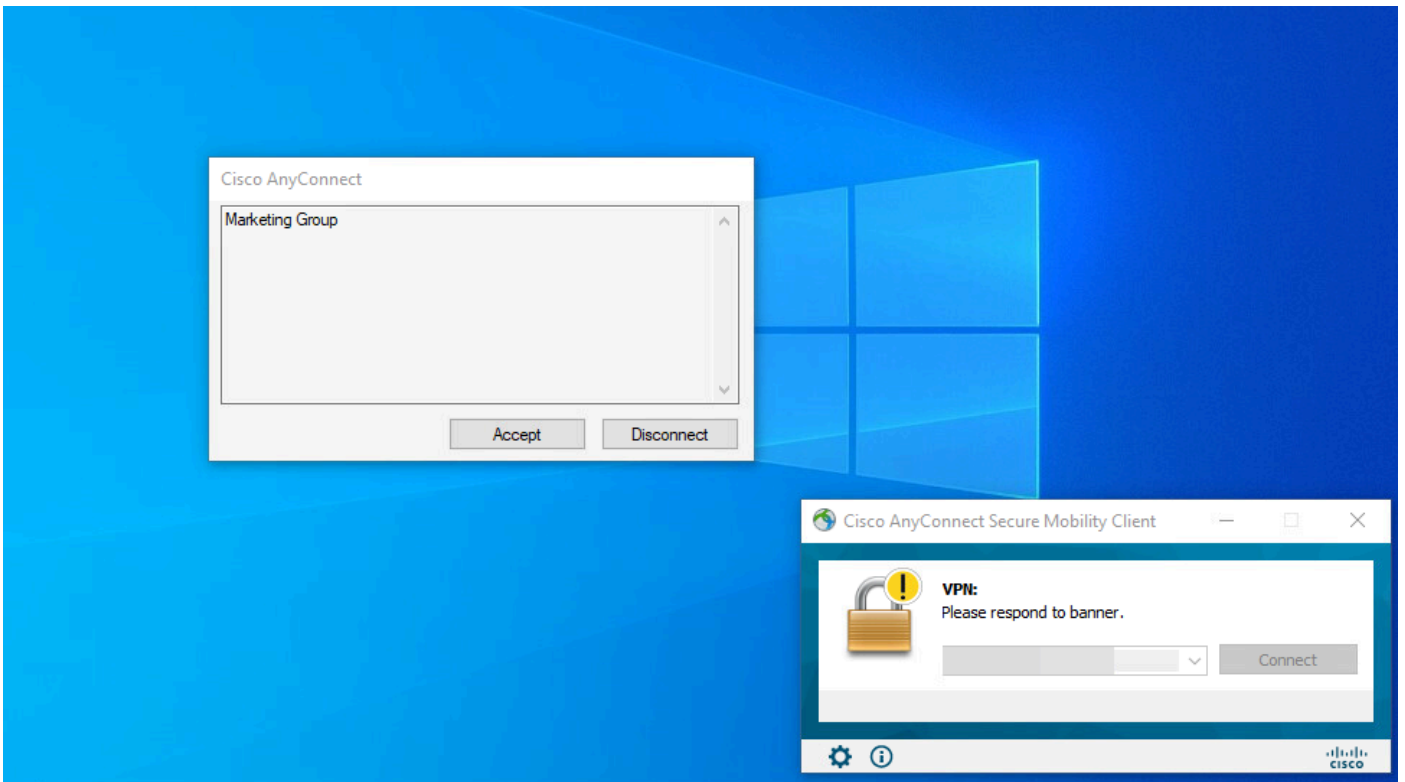 Cisco AnyConnect
Marketing Group
Accept
Disconnect
Cisco AnyConnect Secure Mobility Client
VPN:
Please respond to banner.
Connect
CISCO